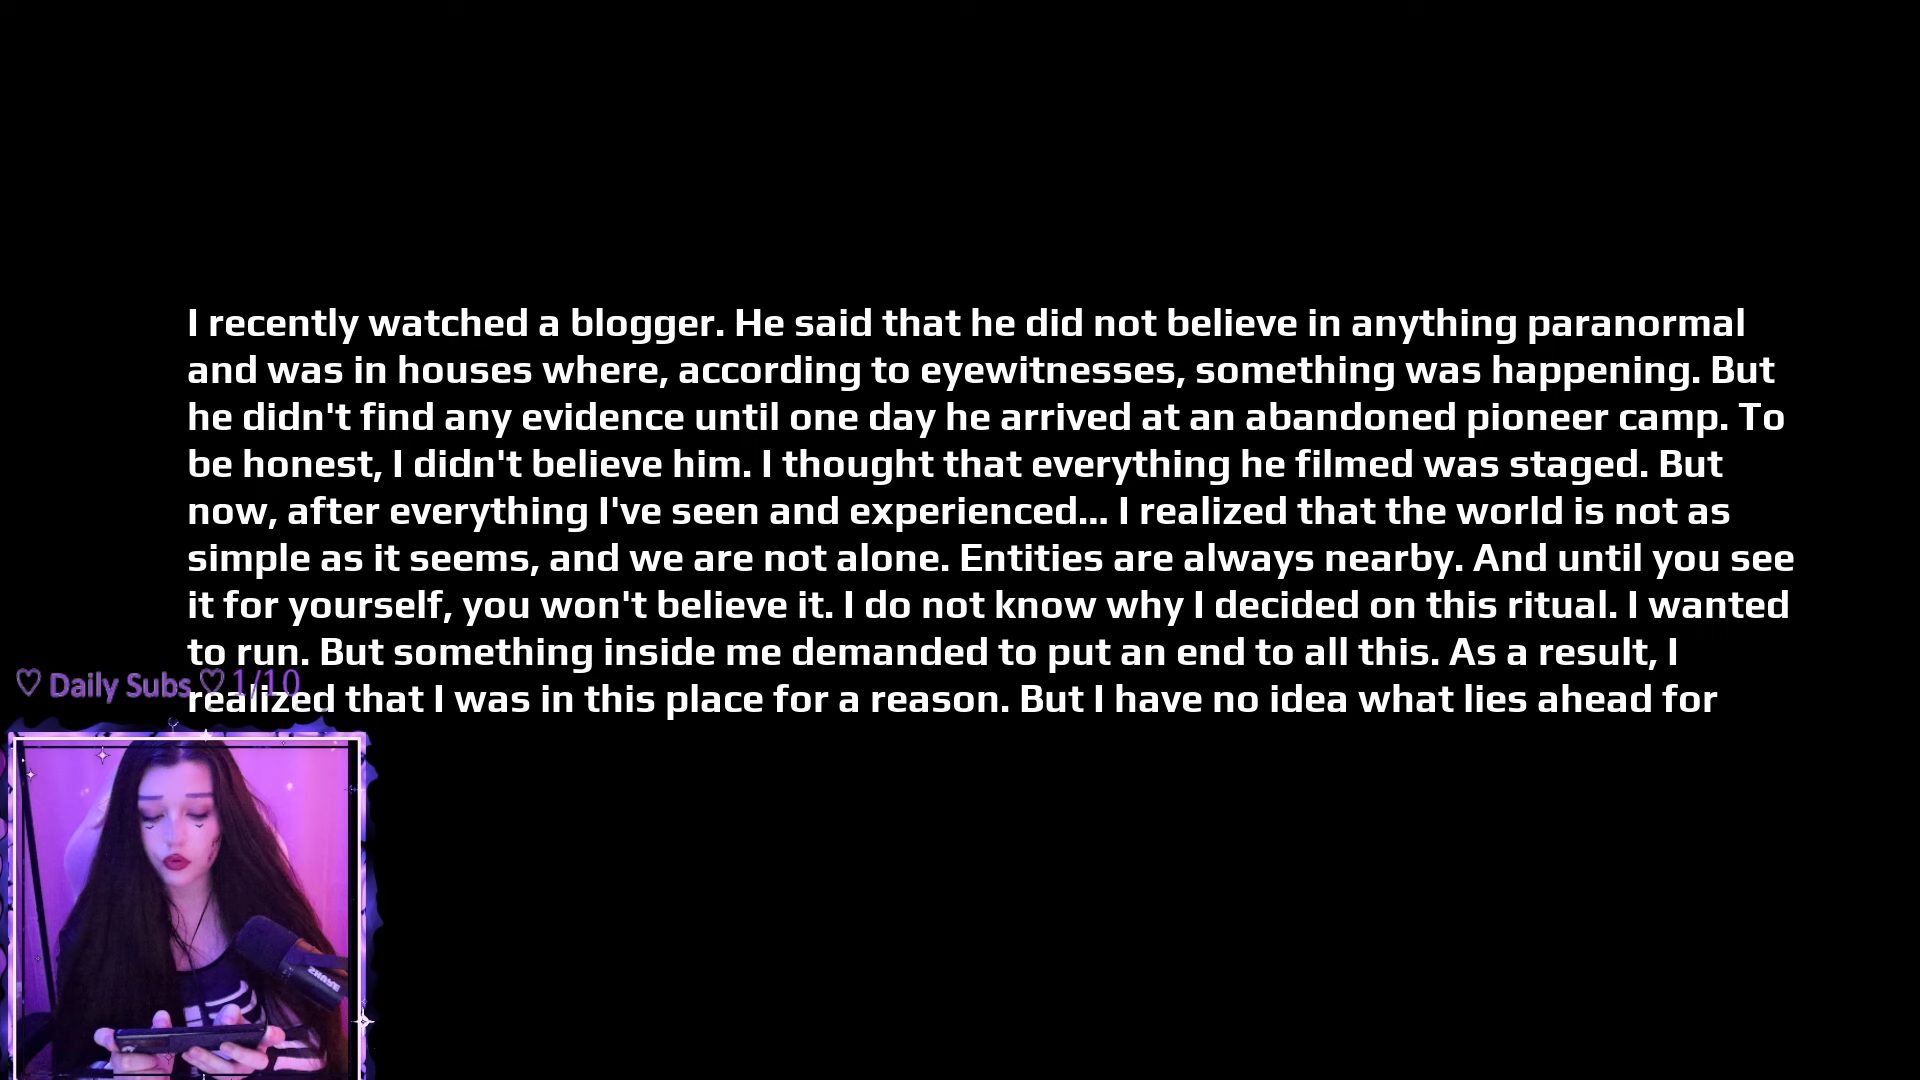 I recently watched a blogger. He said that he did not believe in anything paranormal
and was in houses where, according to eyewitnesses, something was happening. But
he didn't find any evidence until one day he arrived at an abandoned pioneer camp. To
be honest, I didn't believe him. I thought that everything he filmed was staged. But
now, after everything I've seen and experienced... I realized that the world is not as
simple as it seems, and we are not alone. Entities are always nearby. And until you see
it for yourself, you won't believe it. I do not know why I decided on this ritual. I wanted
to run. But something inside me demanded to put an end to all this. As a result, I
realized that I was in this place for a reason. But I have no idea what lies ahead for
♡ Daily Subs ♡ 1/10
SHURE